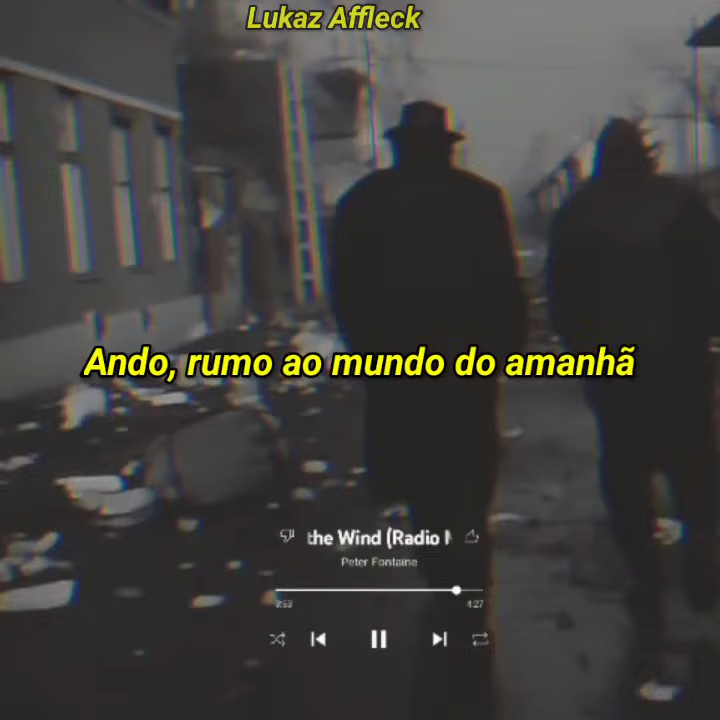 Lukaz Affleck
Ando, rumo ao mundo do amanhã
the Wind (Radio
Peter Fontaine
4:27